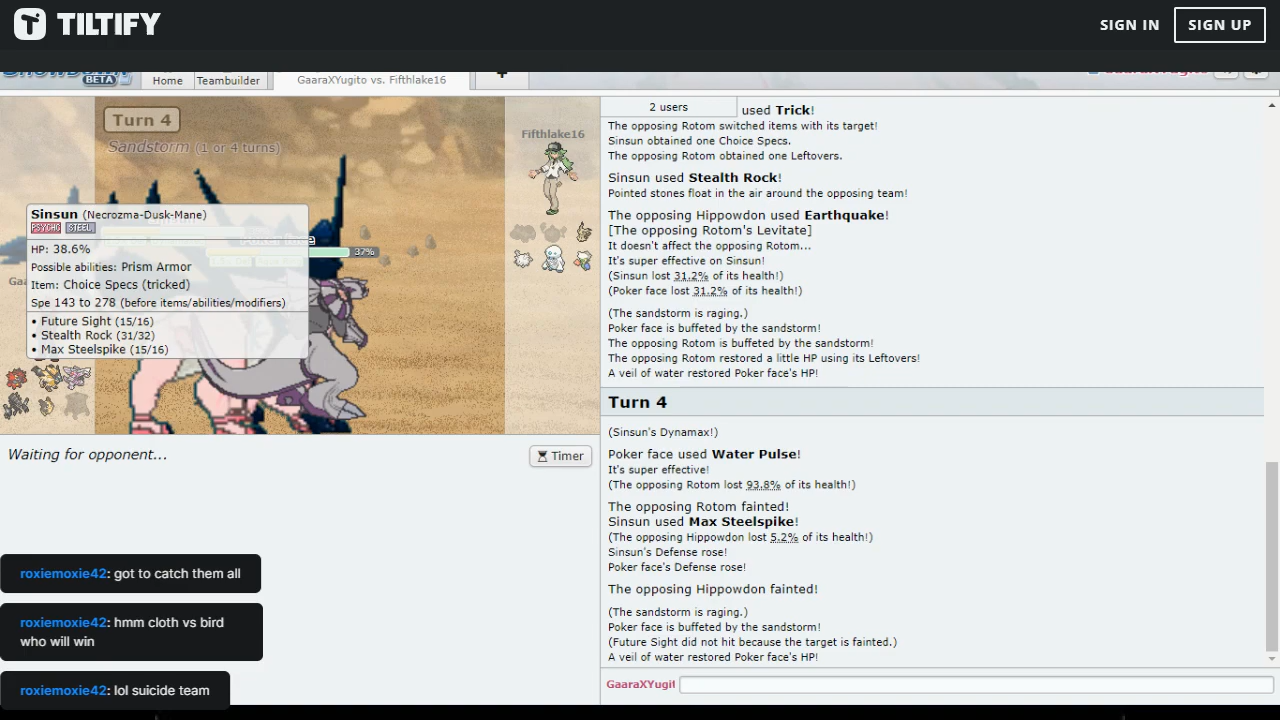 TILTIFY
SIGN IN
SIGN UP
BETA
Home
Teambuilder
GaaraXYugito vs. Fifthlake16
+
Turn 4
Sandstorm (1 or 4 turns)
Fifthlake16
Sinsun (Necrozma-Dusk-Mane)
PSYCHC STEEL
HP: 38.6%
37%
Possible abilities: Prism Armor
Item: Choice Specs (tricked)
Spe 143 to 278 (before items/abilities/modifiers)
• Future Sight (15/16)
• Stealth Rock (31/32)
• Max Steelspike (15/16)
Waiting for opponent...
Timer
roxiemoxie42: got to catch them all
roxiemoxie42: hmm cloth vs bird
who will win
roxiemoxie42: lol suicide team
2 users
used Trick!
The opposing Rotom switched items with its target!
Sinsun obtained one Choice Specs.
The opposing Rotom obtained one Leftovers.
Sinsun used Stealth Rock!
Pointed stones float in the air around the opposing team!
The opposing Hippowdon used Earthquake!
[The opposing Rotom's Levitate]
It doesn't affect the opposing Rotom...
It's super effective on Sinsun!
(Sinsun lost 31.2% of its health!)
(Poker face lost 31.2% of its health!)
(The sandstorm is raging.)
Poker face is buffeted by the sandstorm!
The opposing Rotom is buffeted by the sandstorm!
The opposing Rotom restored a little HP using its Leftovers!
A veil of water restored Poker face's HP!
Turn 4
(Sinsun's Dynamax!)
Poker face used Water Pulse!
It's super effective!
(The opposing Rotom lost 93.8% of its health!)
The opposing Rotom fainted!
Sinsun used Max Steelspike!
(The opposing Hippowdon lost 5.2% of its health!)
Sinsun's Defense rose!
Poker face's Defense rose!
The opposing Hippowdon fainted!
(The sandstorm is raging.)
Poker face is buffeted by the sandstorm!
(Future Sight did not hit because the target is fainted.)
A veil of water restored Poker face's HP!
GaaraXYugit